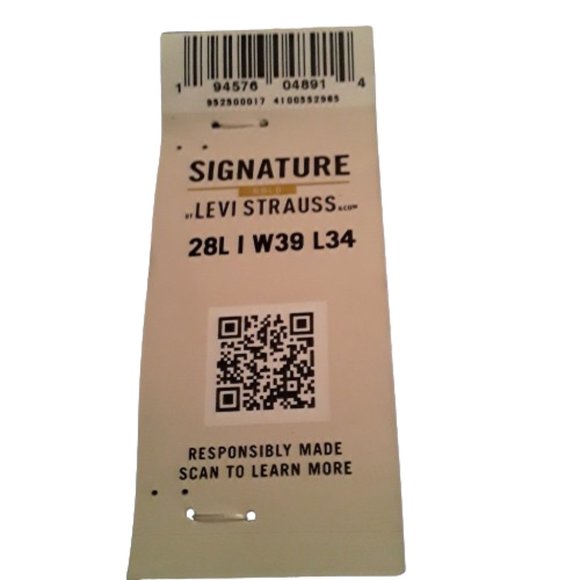 1 94576 04891 4
952500017 4100552965
SIGNATURE
GOLD
BY LEVI STRAUSS & CO™
28L I W39 L34
RESPONSIBLY MADE
SCAN TO LEARN MORE